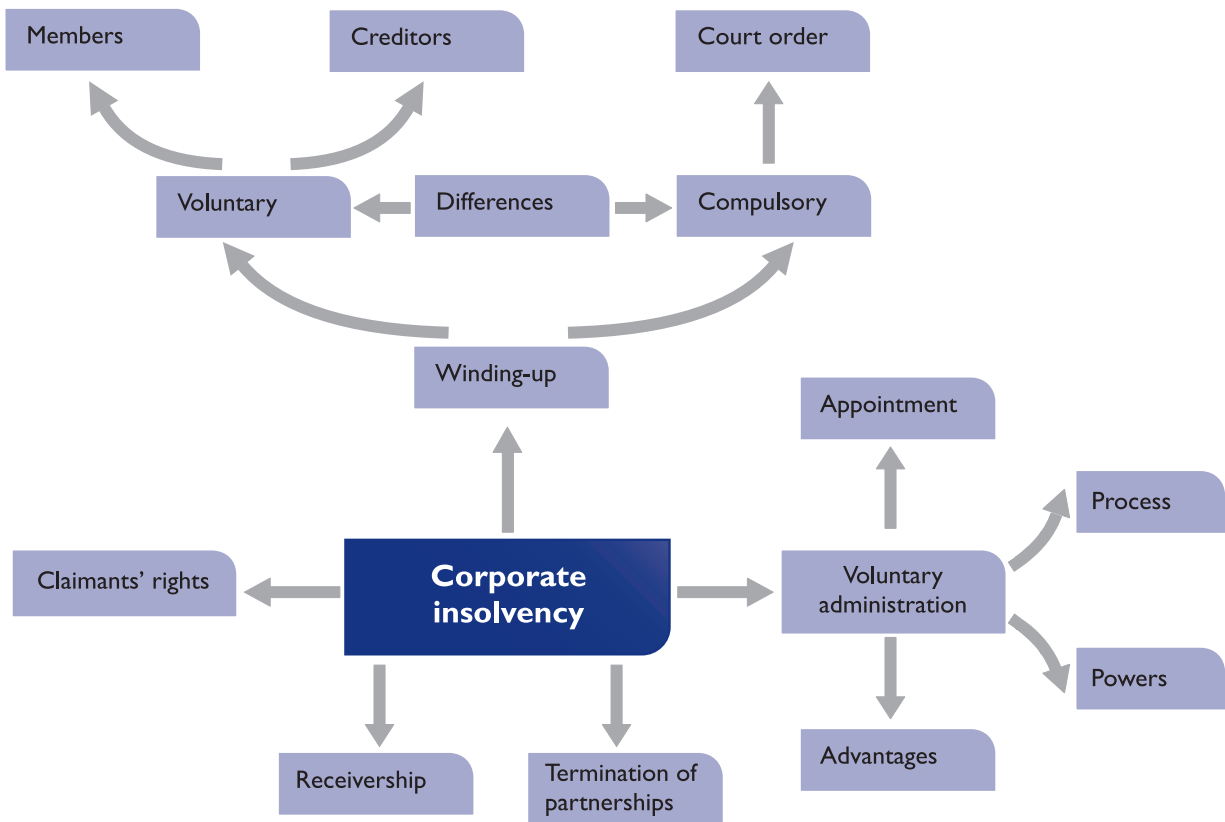 Members
Creditors
Court order
Voluntary
Differences
Compulsory
Winding-up
Appointment
Process
Claimants’ rights
Corporate
insolvency
Voluntary
administration
Powers
Receivership
Termination of
partnerships
Advantages